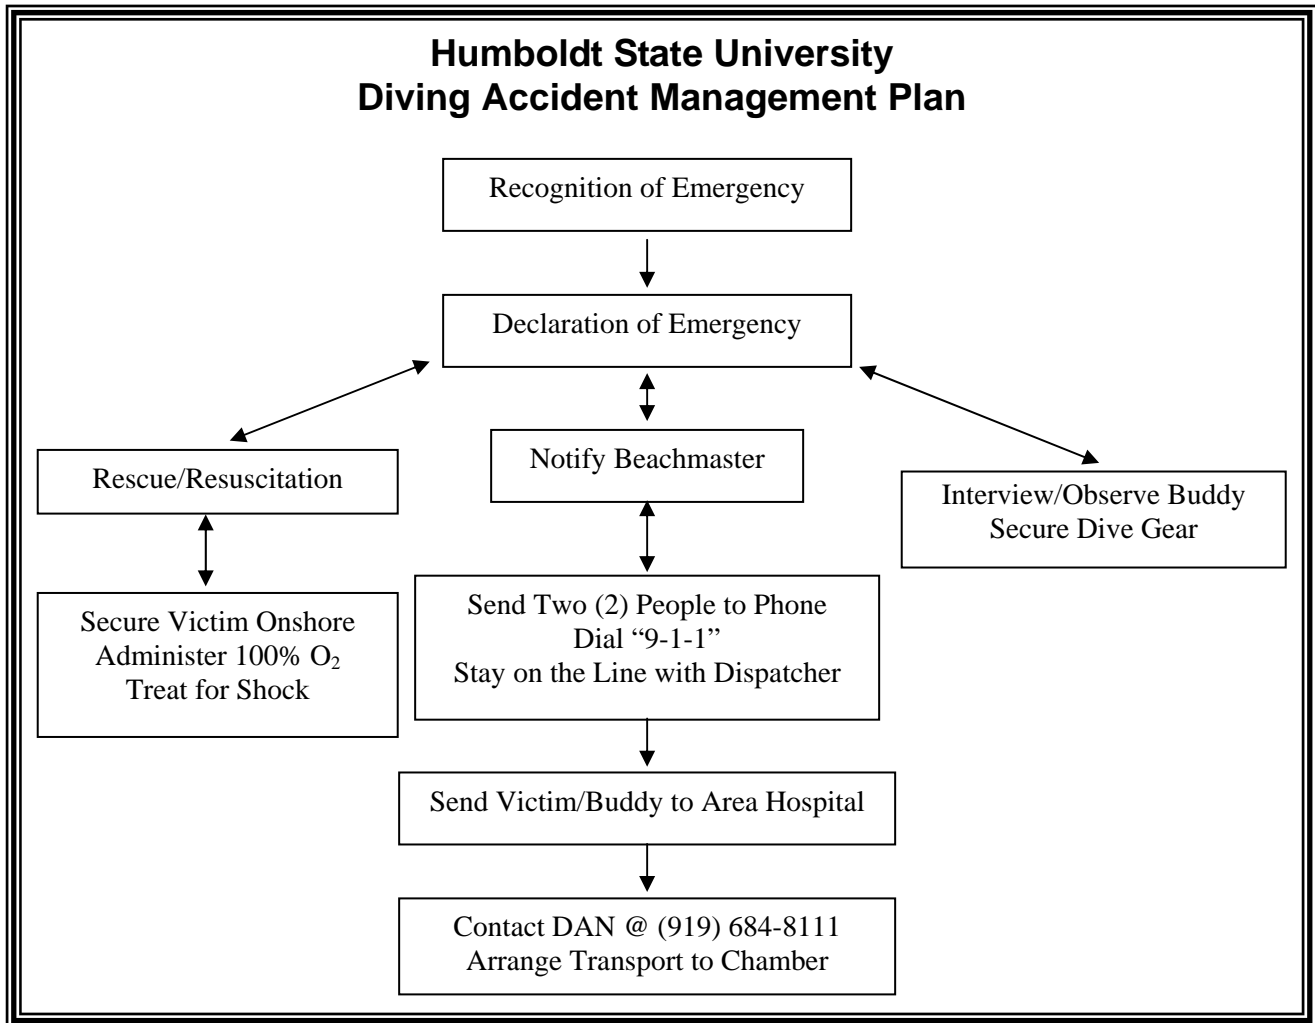 Humboldt State University
Diving Accident Management Plan
Recognition of Emergency
Declaration of Emergency
Rescue/Resuscitation
Notify Beachmaster
Interview/Observe Buddy
Secure Dive Gear
Secure Victim Onshore
Administer 100% O₂
Treat for Shock
Send Two (2) People to Phone
Dial “9-1-1”
Stay on the Line with Dispatcher
Send Victim/Buddy to Area Hospital
Contact DAN @ (919) 684-8111
Arrange Transport to Chamber